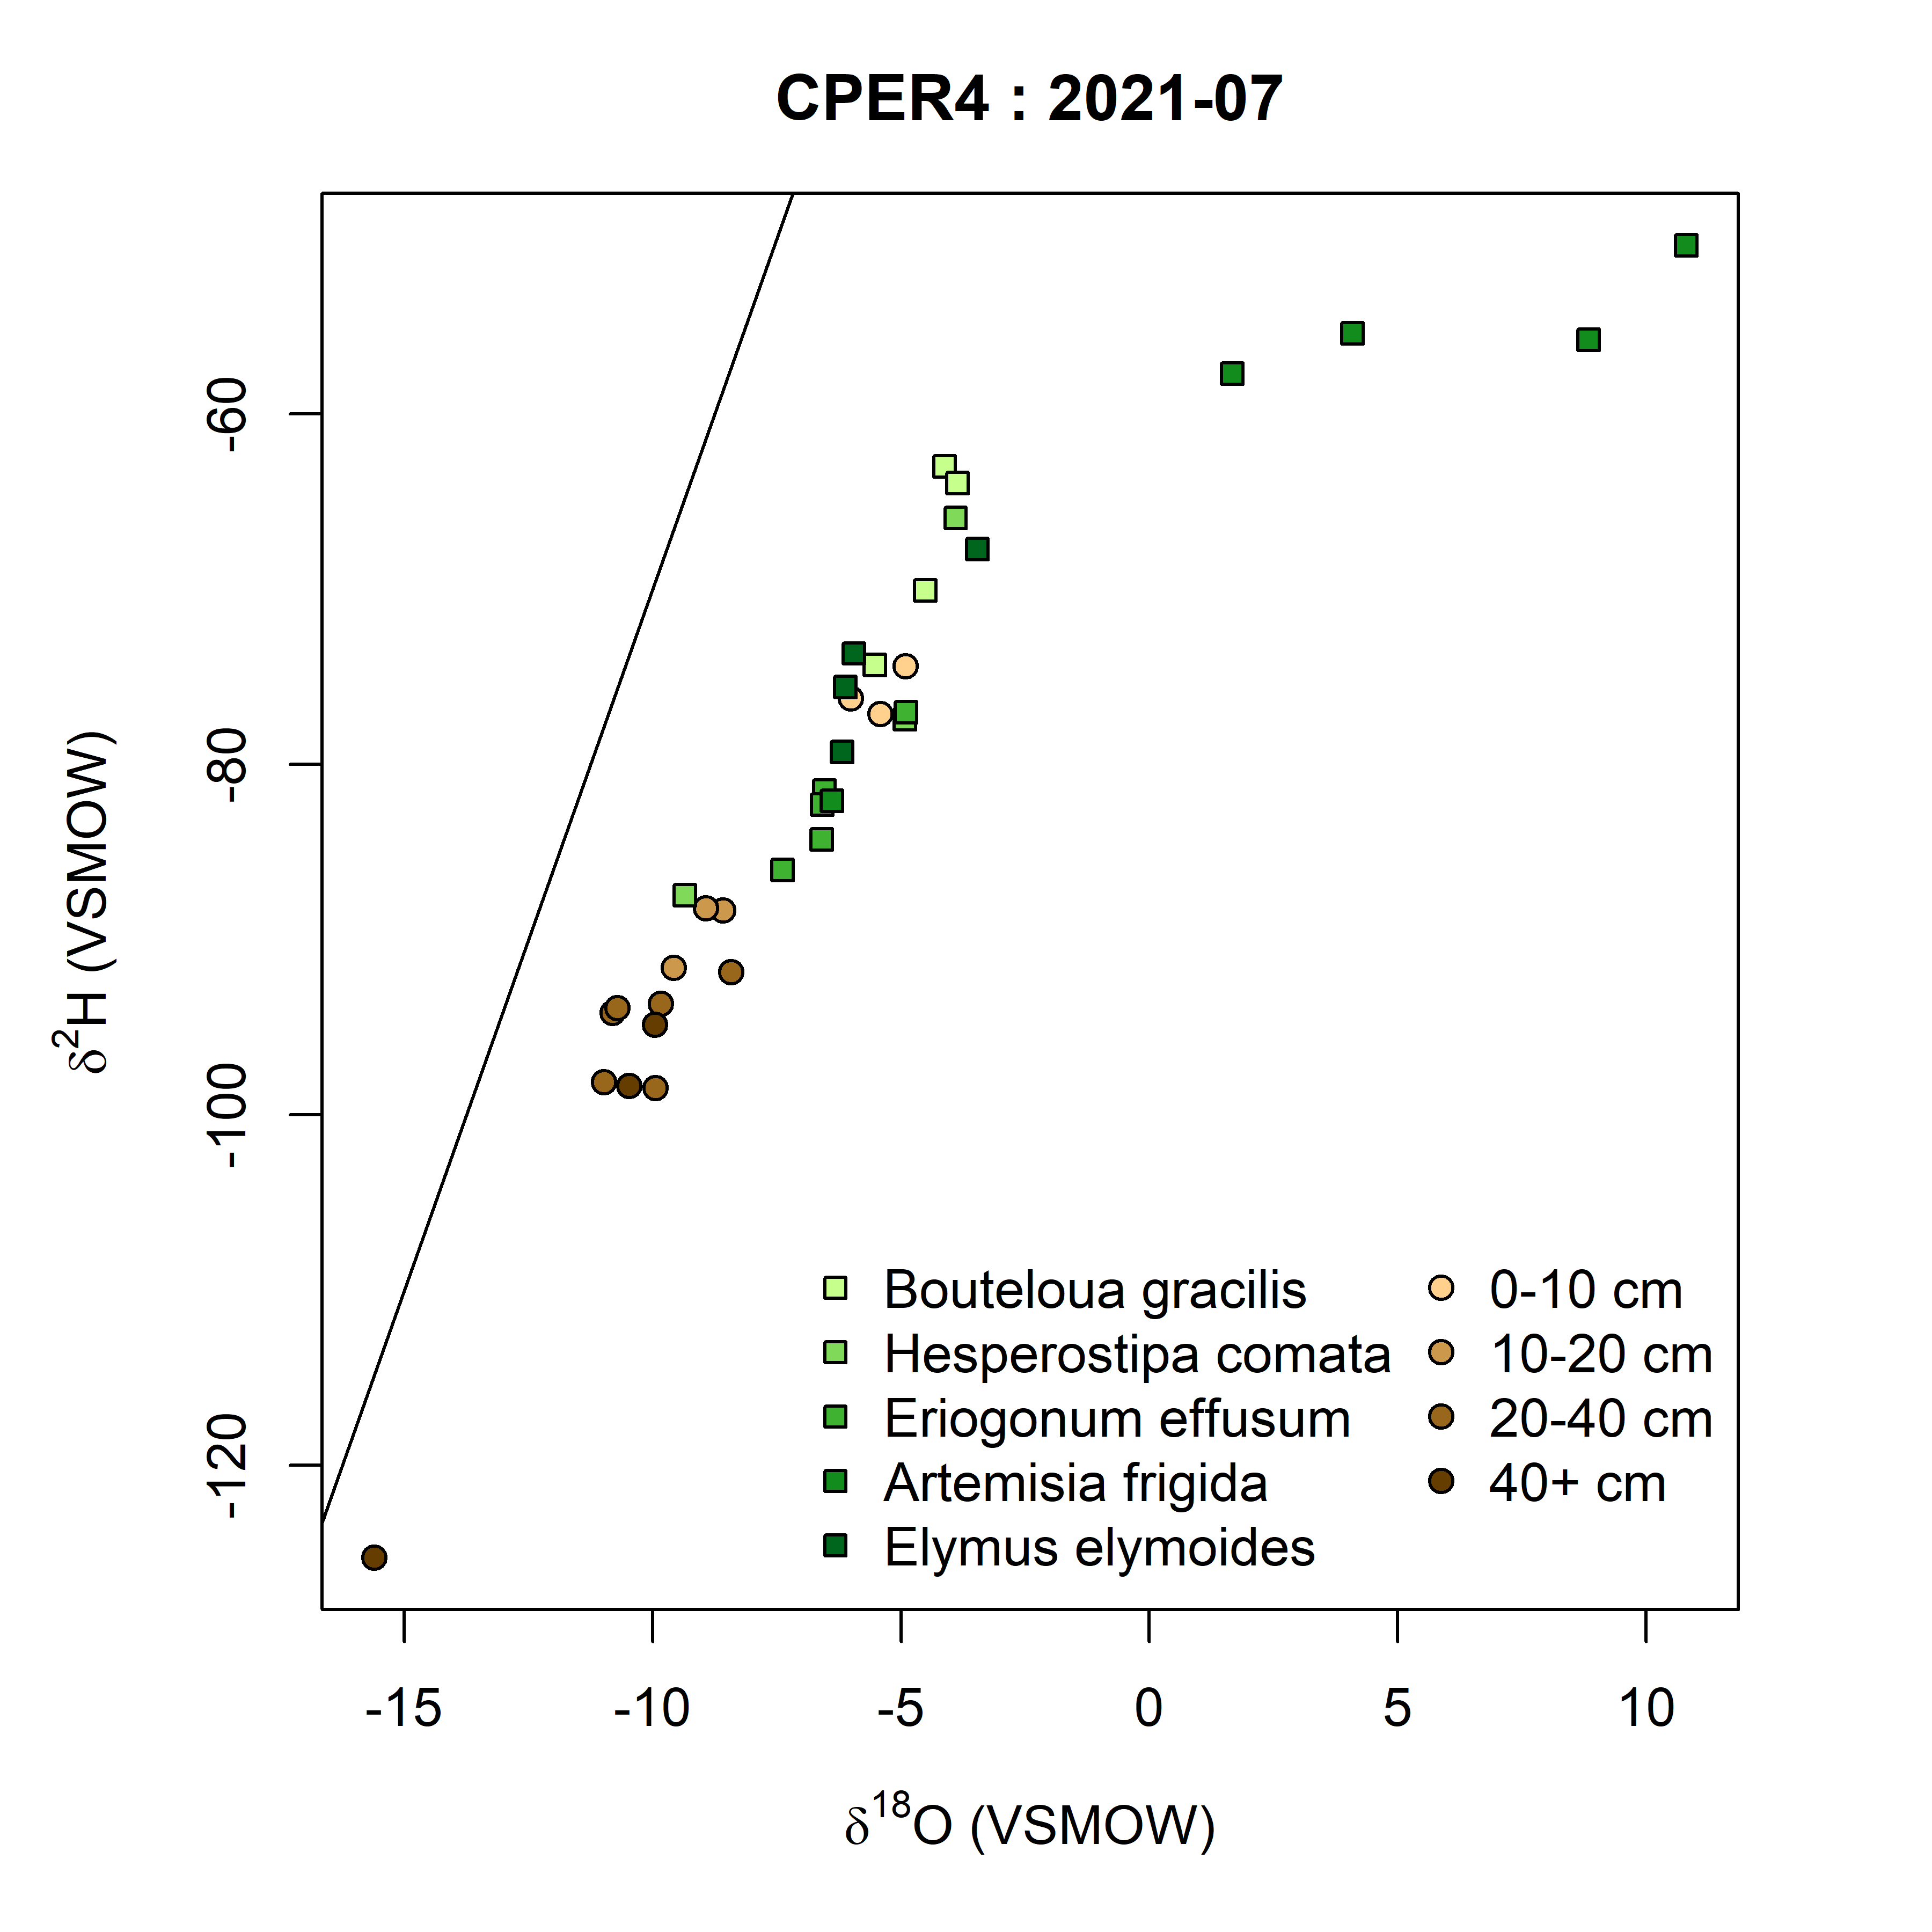 CPER4 : 2021-07
δ2H (VSMOW)
-60
-80
-100
-120
Bouteloua gracilis
Hesperostipa comata
Eriogonum effusum
Artemisia frigida
Elymus elymoides
0-10 cm
10-20 cm
20-40 cm
40+ cm
-15 -10 -5 0 5 10
δ18O (VSMOW)